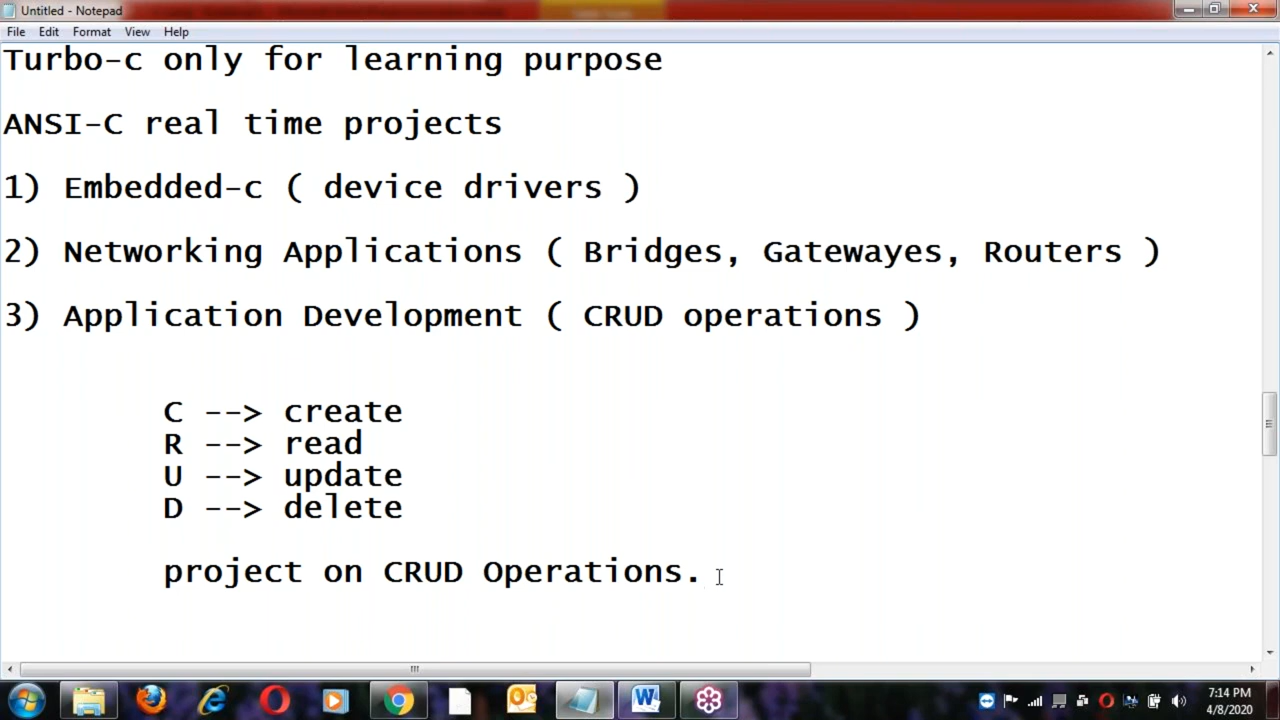 Untitled - Notepad
File Edit Format View Help
Turbo-c only for learning purpose
ANSI-C real time projects
1) Embedded-c ( device drivers )
2) Networking Applications ( Bridges, Gatewayes, Routers )
3) Application Development ( CRUD operations )
C --> create
R --> read
U --> update
D --> delete
project on CRUD Operations.
7:14 PM
4/8/2020